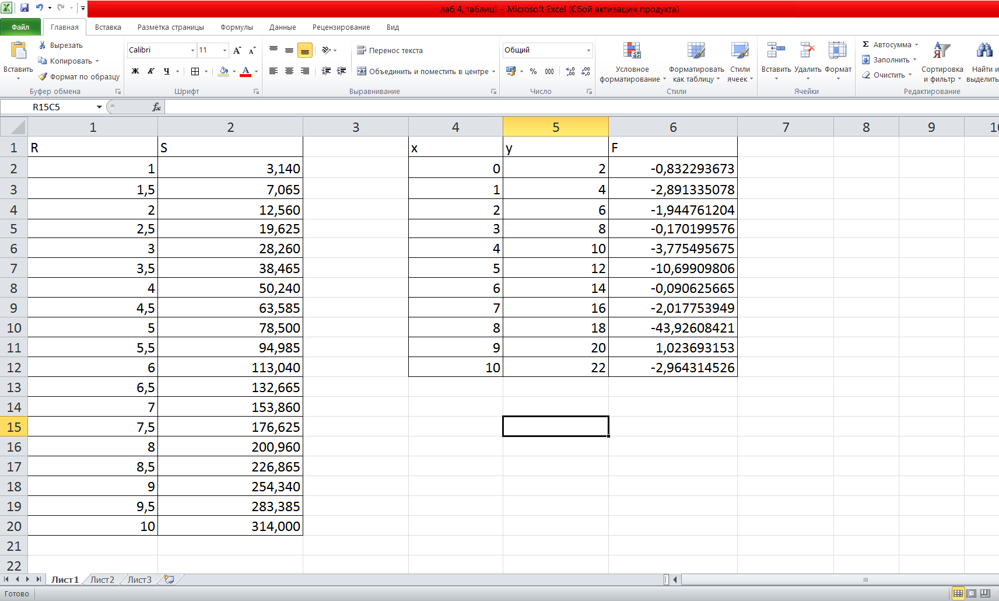 лаб 4, таблиці - Microsoft Excel (Сбой активации продукта)
Файл Главная Вставка Разметка страницы Формулы Данные Рецензирование Вид
Вставить
Вырезать
Копировать
Формат по образцу
Буфер обмена
Calibri 11
Ж К Ч А
Шрифт
Перенос текста
Объединить и поместить в центре
Выравнивание
Общий
% 000
Число
Условное форматирование
Форматировать как таблицу
Стили ячеек
Стили
Вставить Удалить Формат
Ячейки
Σ Автосумма
Заполнить
Очистить
Сортировка и фильтр
Найти и
выделить
Редактирование
R15C5 fx
1 2 3 4 5 6 7 8 9 10
1 R S x y F
2 1 3,140 0 2 -0,832293673
3 1,5 7,065 1 4 -2,891335078
4 2 12,560 2 6 -1,944761204
5 2,5 19,625 3 8 -0,170199576
6 3 28,260 4 10 -3,775495675
7 3,5 38,465 5 12 -10,69909806
8 4 50,240 6 14 -0,090625665
9 4,5 63,585 7 16 -2,017753949
10 5 78,500 8 18 -43,92608421
11 5,5 94,985 9 20 1,023693153
12 6 113,040 10 22 -2,964314526
13 6,5 132,665
14 7 153,860
15 7,5 176,625
16 8 200,960
17 8,5 226,865
18 9 254,340
19 9,5 283,385
20 10 314,000
21
22
Лист1 Лист2 Лист3
Готово